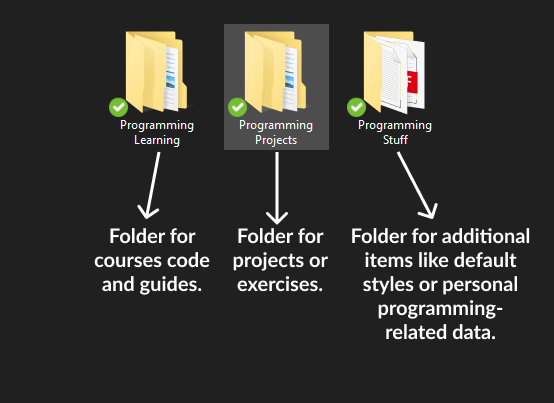 Programming
Learning
Programming
Projects
Programming
Stuff
Folder for
courses code
and guides.
Folder for
projects or
exercises.
Folder for additional
items like default
styles or personal
programming-
related data.